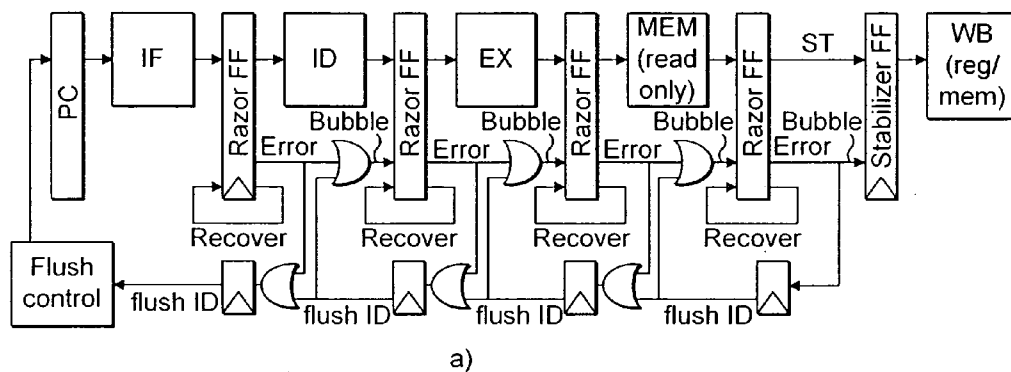 PC
IF
Razor FF
ID
Razor FF
EX
Razor FF
MEM
(read
only)
Razor FF
ST
Stabilizer FF
WB
(reg/
mem)
Error
Bubble
Error
Bubble
Error
Bubble
Error
Bubble
Recover
Recover
Recover
Recover
Flush
control
flush ID
flush ID
flush ID
flush ID
a)